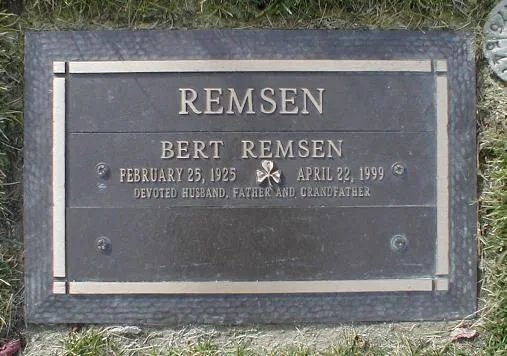 REMSEN
BERT REMSEN
FEBRUARY 25, 1925 APRIL 22, 1999
DEVOTED HUSBAND, FATHER AND GRANDFATHER